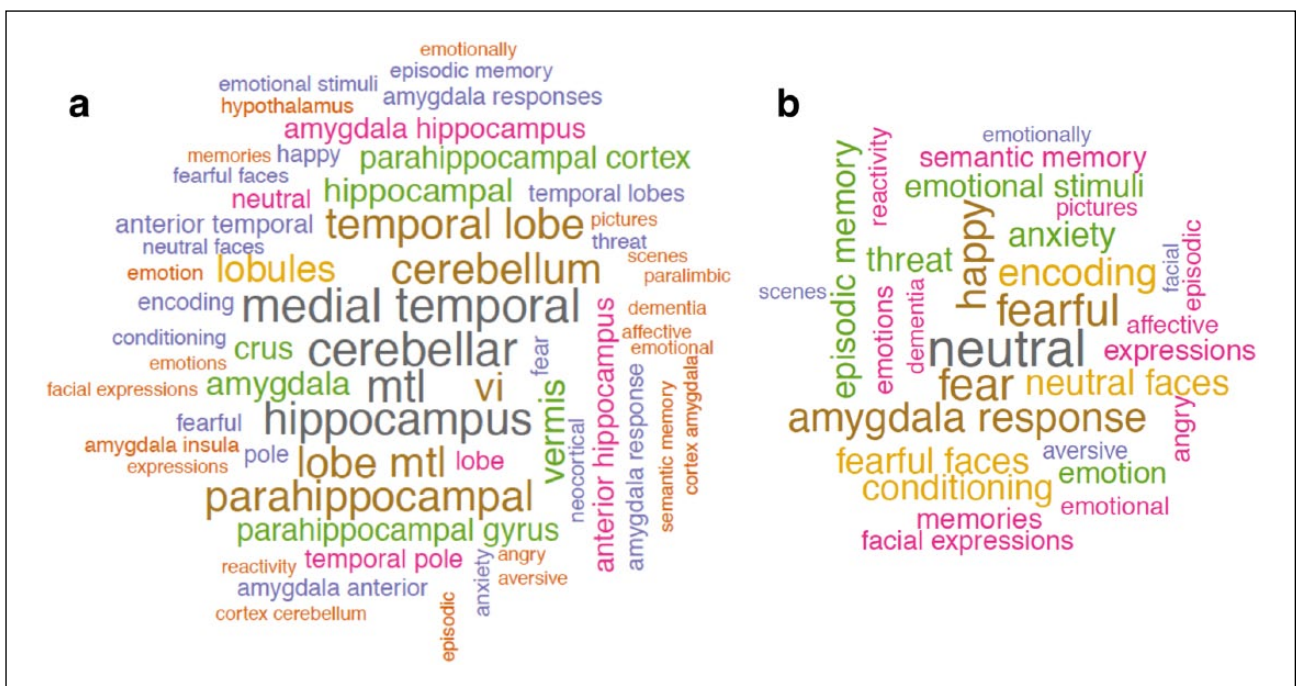 a
emotionally
emotional stimuli episodic memory
hypothalamus amygdala responses
amygdala hippocampus
memories happy parahippocampal cortex
fearful faces
neutral hippocampal temporal lobes
anterior temporal temporal lobe pictures
neutral faces threat
emotion lobules cerebellum scenes
paralimbic
encoding medial temporal dementia
conditioning cerebellar fear affective
emotional
emotions crus
facial expressions amygdala mtl vi
fearful hippocampus
amygdala insula pole lobe mtl lobe
expressions
vermis
neocortical
anterior hippocampus
amygdala response
semantic memory
cortex amygdala
parahippocampal
parahippocampal gyrus
reactivity temporal pole anxiety angry
amygdala anterior aversive
cortex cerebellum episodic
b
emotionally
episodic memory
reactivity
semantic memory
emotional stimuli
pictures
happy
anxiety
threat encoding facial
episodic
scenes
emotions
dementia
fearful
affective
neutral expressions
fear neutral faces
amygdala response angry
fearful faces aversive
conditioning emotion
memories emotional
facial expressions